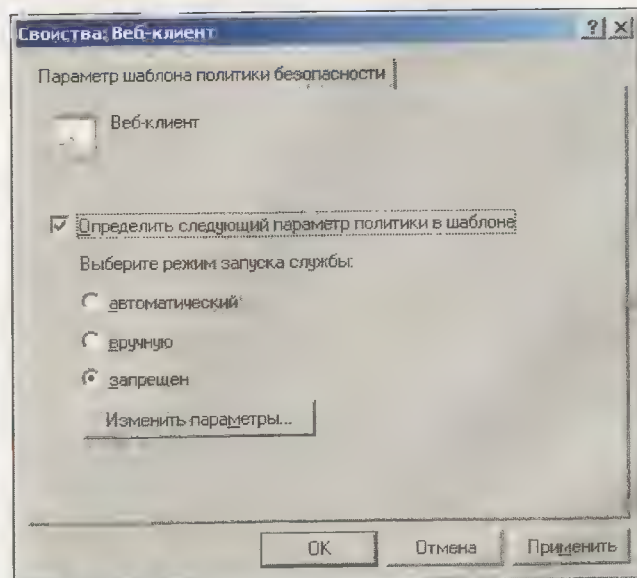 Свойства: Веб-клиент
? ×
Параметр шаблона политики безопасности
Веб-клиент
Определить следующий параметр политики в шаблоне
Выберите режим запуска службы:
автоматический
вручную
запрещен
Изменить параметры...
OK Отмена Применить